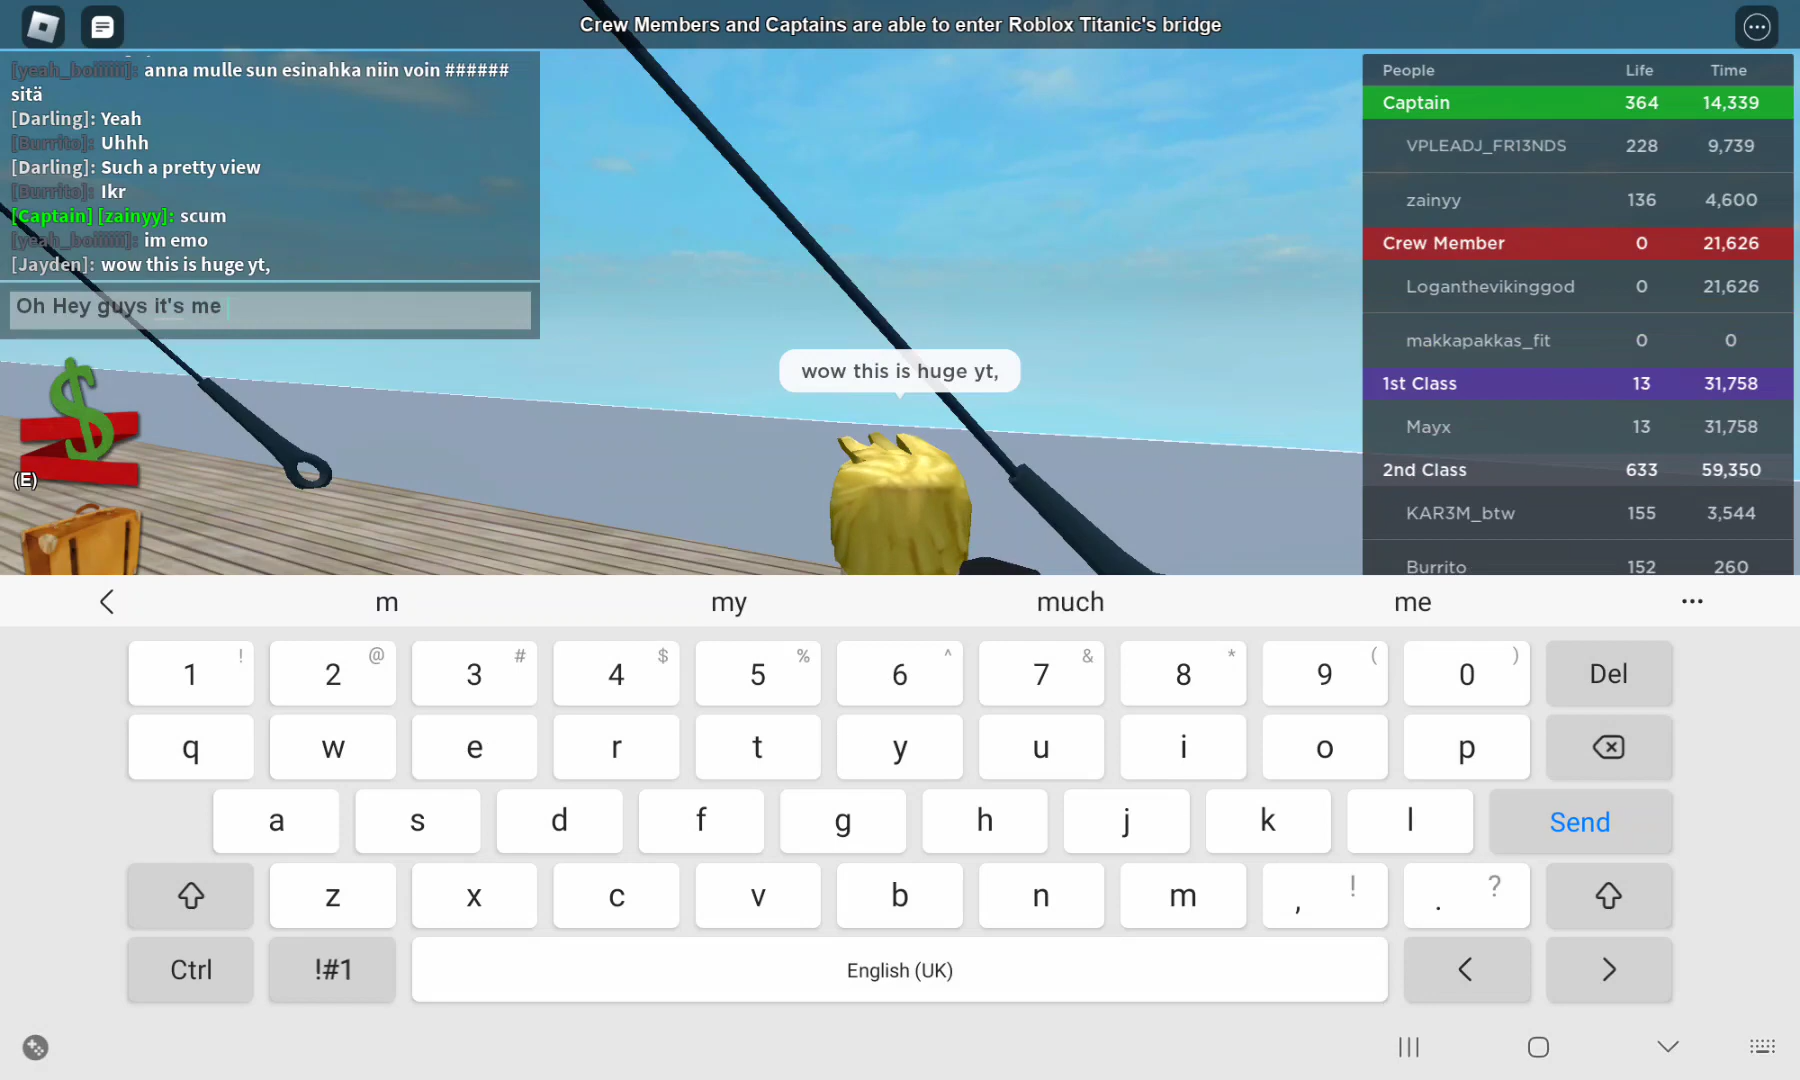 Crew Members and Captains are able to enter Roblox Titanic's bridge
[yeah_boiiiii]: anna mulle sun esinahka niin voin ######
sitä
[Darling]: Yeah
[Burrito]: Uhhh
[Darling]: Such a pretty view
[Burrito]: Ikr
[Captain] [zainyy]: scum
[yeah_boiiiii]: im emo
[Jayden]: wow this is huge yt,
Oh Hey guys it's me
(E)
wow this is huge yt,
People Life Time
Captain 364 14,339
VPLEADJ_FR13NDS 228 9,739
zainyy 136 4,600
Crew Member 0 21,626
Loganthevikinggod 0 21,626
makkapakkas_fit 0 0
1st Class 13 31,758
Mayx 13 31,758
2nd Class 633 59,350
KAR3M_btw 155 3,544
Burrito 152 260
m my much me
1 ! 2 @ 3 # 4 $ 5 % 6 ^ 7 & 8 * 9 ( 0 ) Del
q w e r t y u i o p
a s d f g h j k l Send
z x c v b n m , ! . ?
Ctrl !#1 English (UK) < >